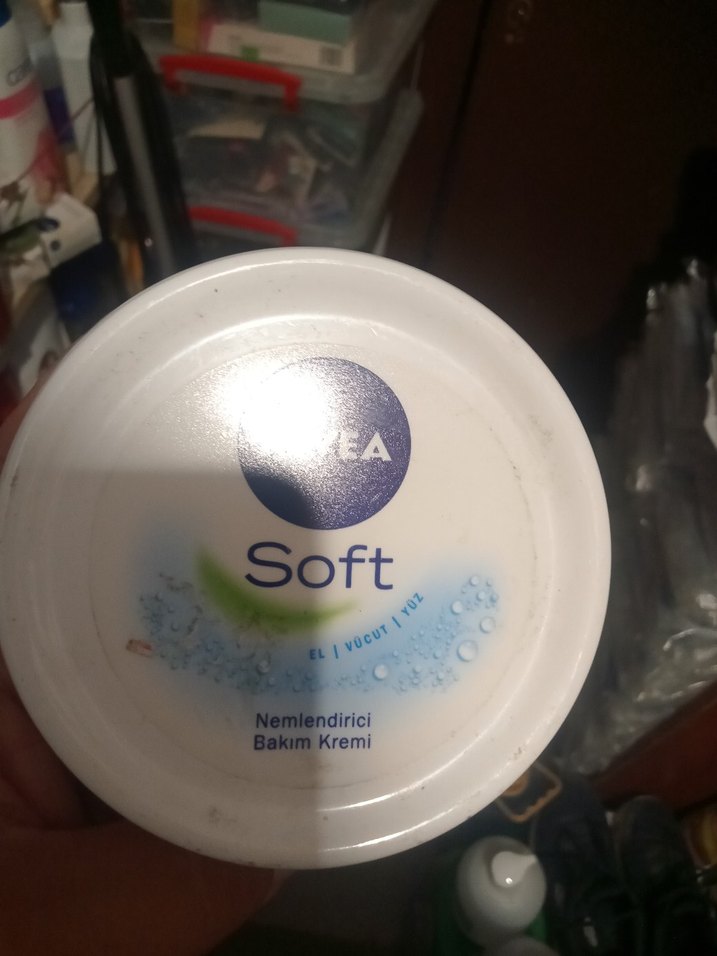 Soft
EL | VÜCUT | YÜZ
Nemlendirici
Bakım Kremi